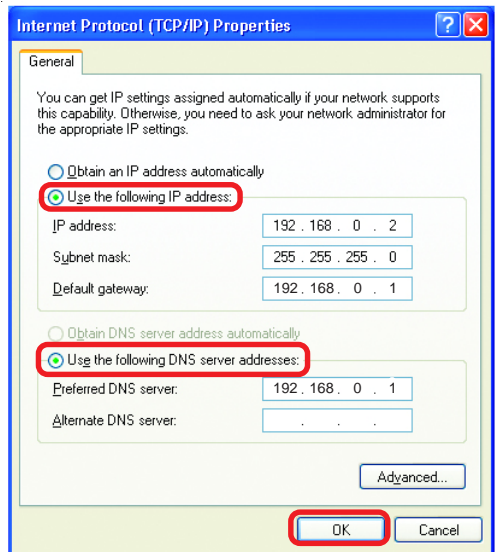 Internet Protocol (TCP/IP) Properties
General
You can get IP settings assigned automatically if your network supports
this capability. Otherwise, you need to ask your network administrator for
the appropriate IP settings.
Obtain an IP address automatically
Use the following IP address:
IP address: 192 . 168 . 0 . 2
Subnet mask: 255 . 255 . 255 . 0
Default gateway: 192 . 168 . 0 . 1
Obtain DNS server address automatically
Use the following DNS server addresses:
Preferred DNS server: 192 . 168 . 0 . 1
Alternate DNS server: . . .
Advanced...
OK Cancel